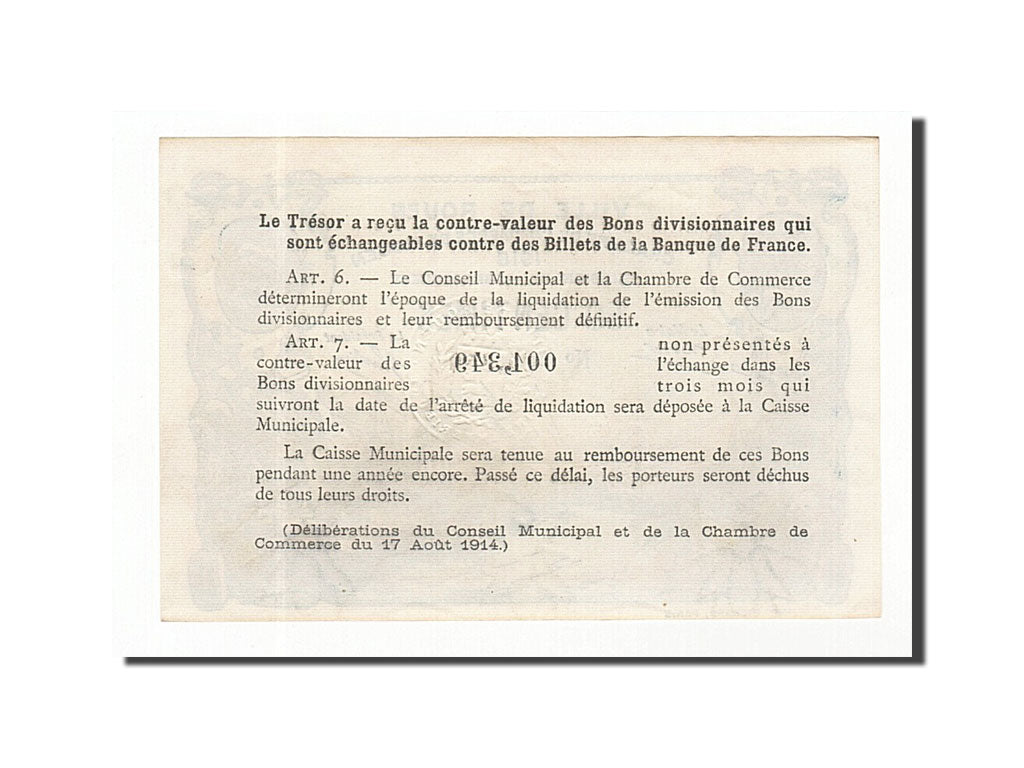 Le Trésor a reçu la contre-valeur des Bons divisionnaires qui
sont échangeables contre des Billets de la Banque de France.
ART. 6. — Le Conseil Municipal et la Chambre de Commerce
détermineront l'époque de la liquidation de l'émission des Bons
divisionnaires et leur remboursement définitif.
ART. 7. — La non présentés à
contre-valeur des 001,349 l'échange dans les
Bons divisionnaires trois mois qui
suivront la date de l'arrêté de liquidation sera déposée à la Caisse
Municipale.
La Caisse Municipale sera tenue au remboursement de ces Bons
pendant une année encore. Passé ce délai, les porteurs seront déchus
de tous leurs droits.
(Délibérations du Conseil Municipal et de la Chambre de
Commerce du 17 Août 1914.)